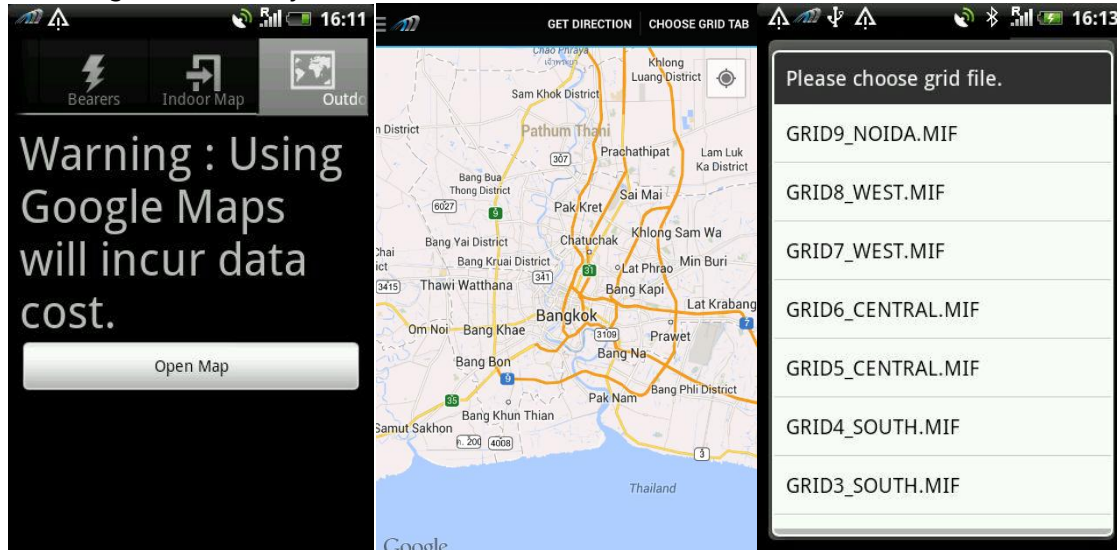 R
16:11
Bearers
Indoor Map
Outdo
Warning : Using
Google Maps
will incur data
cost.
Open Map
GET DIRECTION
CHOOSE GRID TAB
Chao Phraya
Khlong
Luang District
Sam Khok District
n District
Pathum Thani
307
Prachathipat
Lam Luk
Ka District
Bang Bua
Thong District
Sai Mai
6027
9
Pak Kret
Bang Yai District
Chatuchak
Khlong Sam Wa
hai
ict
Bang Kruai District
31
Lat Phrao
Min Buri
341
3415
Thawi Watthana
Bang Kapi
Lat Krabang
Bangkok
7
Om Noi
Bang Khae
3109
Prawet
Bang Na
Bang Bon
9
Bang Phli District
35
Pak Nam
Bang Khun Thian
Samut Sakhon
ถ. 200
4008
3
Thailand
Google
R
16:13
Please choose grid file.
GRID9_NOIDA.MIF
GRID8_WEST.MIF
GRID7_WEST.MIF
GRID6_CENTRAL.MIF
GRID5_CENTRAL.MIF
GRID4_SOUTH.MIF
GRID3_SOUTH.MIF